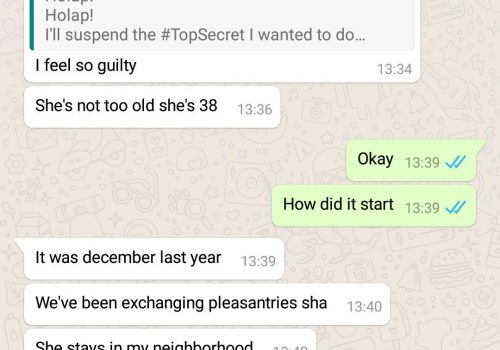 Holap!
Holap!
I'll suspend the #TopSecret I wanted to do…
I feel so guilty
13:34
She's not too old she's 38
13:36
Okay
13:39
How did it start
13:39
It was december last year
13:39
We've been exchanging pleasantries sha
13:40
She stays in my neighborhood
13:40